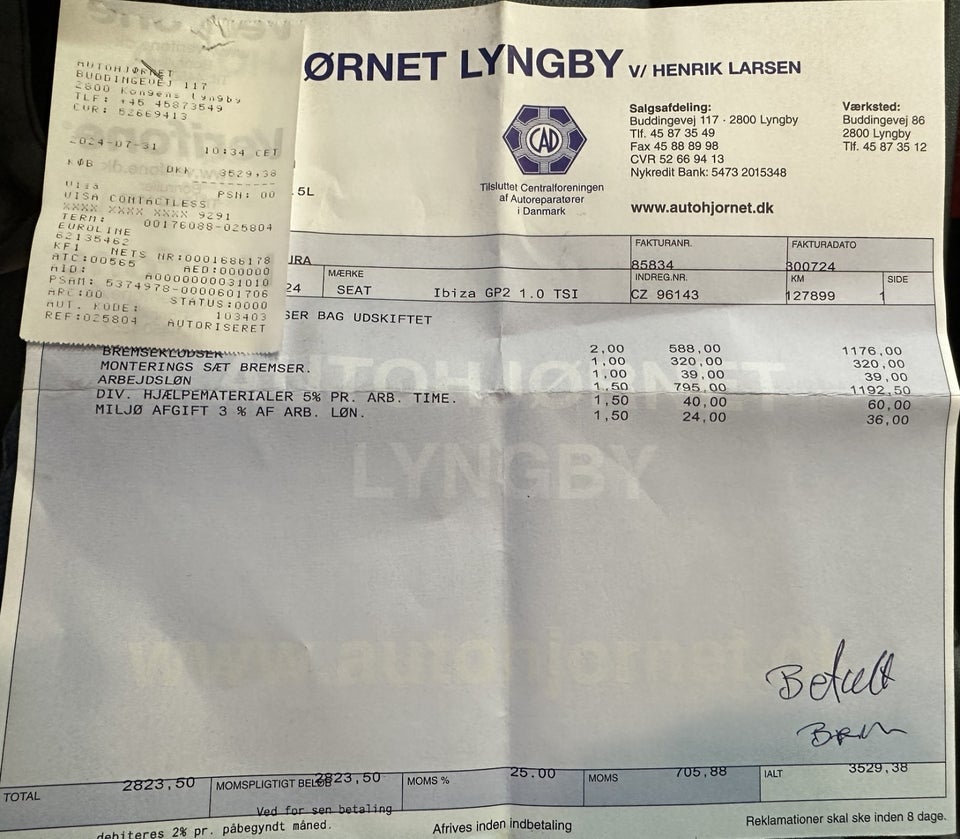 AUTOHJØRNET
BUDDINGEVEJ 117
2800 Kongens Lyngby
TLF: +45 45873549
CVR: 52669413
2024-07-31 10:34 CET
KØB DKK 3529,38
Visa PSN: 00
VISA CONTACTLESS
XXXX XXXX XXXX 9291
TERM: 00176088-025804
EUROLINE
62135462
KF1 NETS NR:0001686178
ATC:00565 AED:000000
AID: A0000000031010
PSAM: 5374978-0000601706
ARC:00 STATUS:0000
AUT. KODE: 103403
REF:025804 AUTORISERET
ØRNET LYNGBY V/ HENRIK LARSEN
CAD
Tilsluttet Centralforeningen
af Autoreparatører
i Danmark
Salgsafdeling:
Buddingevej 117 · 2800 Lyngby
Tlf. 45 87 35 49
Fax 45 88 89 98
CVR 52 66 94 13
Nykredit Bank: 5473 2015348
www.autohjornet.dk
Værksted:
Buddingevej 86
2800 Lyngby
Tlf. 45 87 35 12
5L
URA
FAKTURANR.
85834
FAKTURADATO
300724
24
MÆRKE
SEAT Ibiza GP2 1.0 TSI
INDREG.NR.
CZ 96143
KM
127899
SIDE
1
SER BAG UDSKIFTET
2,00 588,00 1176,00
BREMSEKLODSER 1,00 320,00 320,00
MONTERINGS SÆT BREMSER. 1,00 39,00 39,00
ARBEJDSLØN 1,50 795,00 1192,50
DIV. HJÆLPEMATERIALER 5% PR. ARB. TIME. 1,50 40,00 60,00
MILJØ AFGIFT 3 % AF ARB. LØN. 1,50 24,00 36,00
AUTOHJØRNET
LYNGBY
Betalt
TOTAL 2823,50 MOMSPLIGTIGT BELØB 2823,50 MOMS % 25.00 MOMS 705,88 IALT 3529,38
Ved for sen betaling
debiteres 2% pr. påbegyndt måned.
Afrives inden indbetaling
Reklamationer skal ske inden 8 dage.